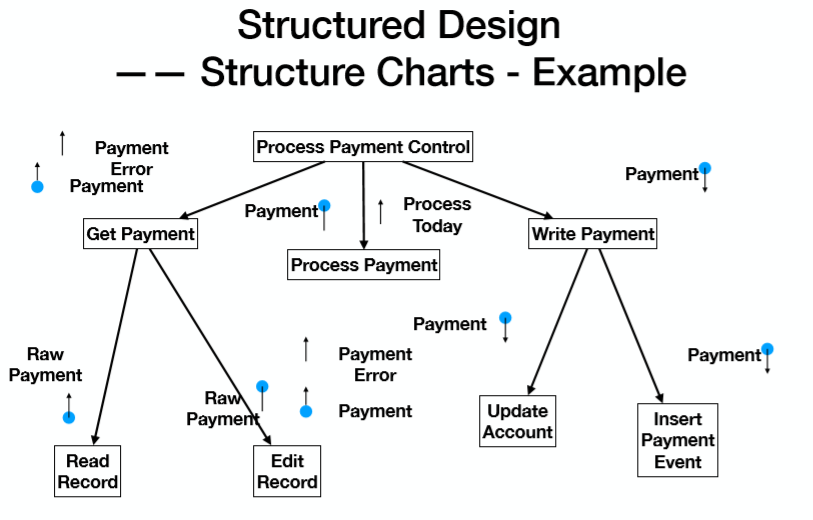 Structured Design
—— Structure Charts - Example
Process Payment Control
Payment
Error
Payment
Payment
Payment
Process
Today
Get Payment
Write Payment
Process Payment
Payment
Payment
Error
Payment
Raw
Payment
Raw
Payment
Payment
Update
Account
Insert
Payment
Event
Read
Record
Edit
Record